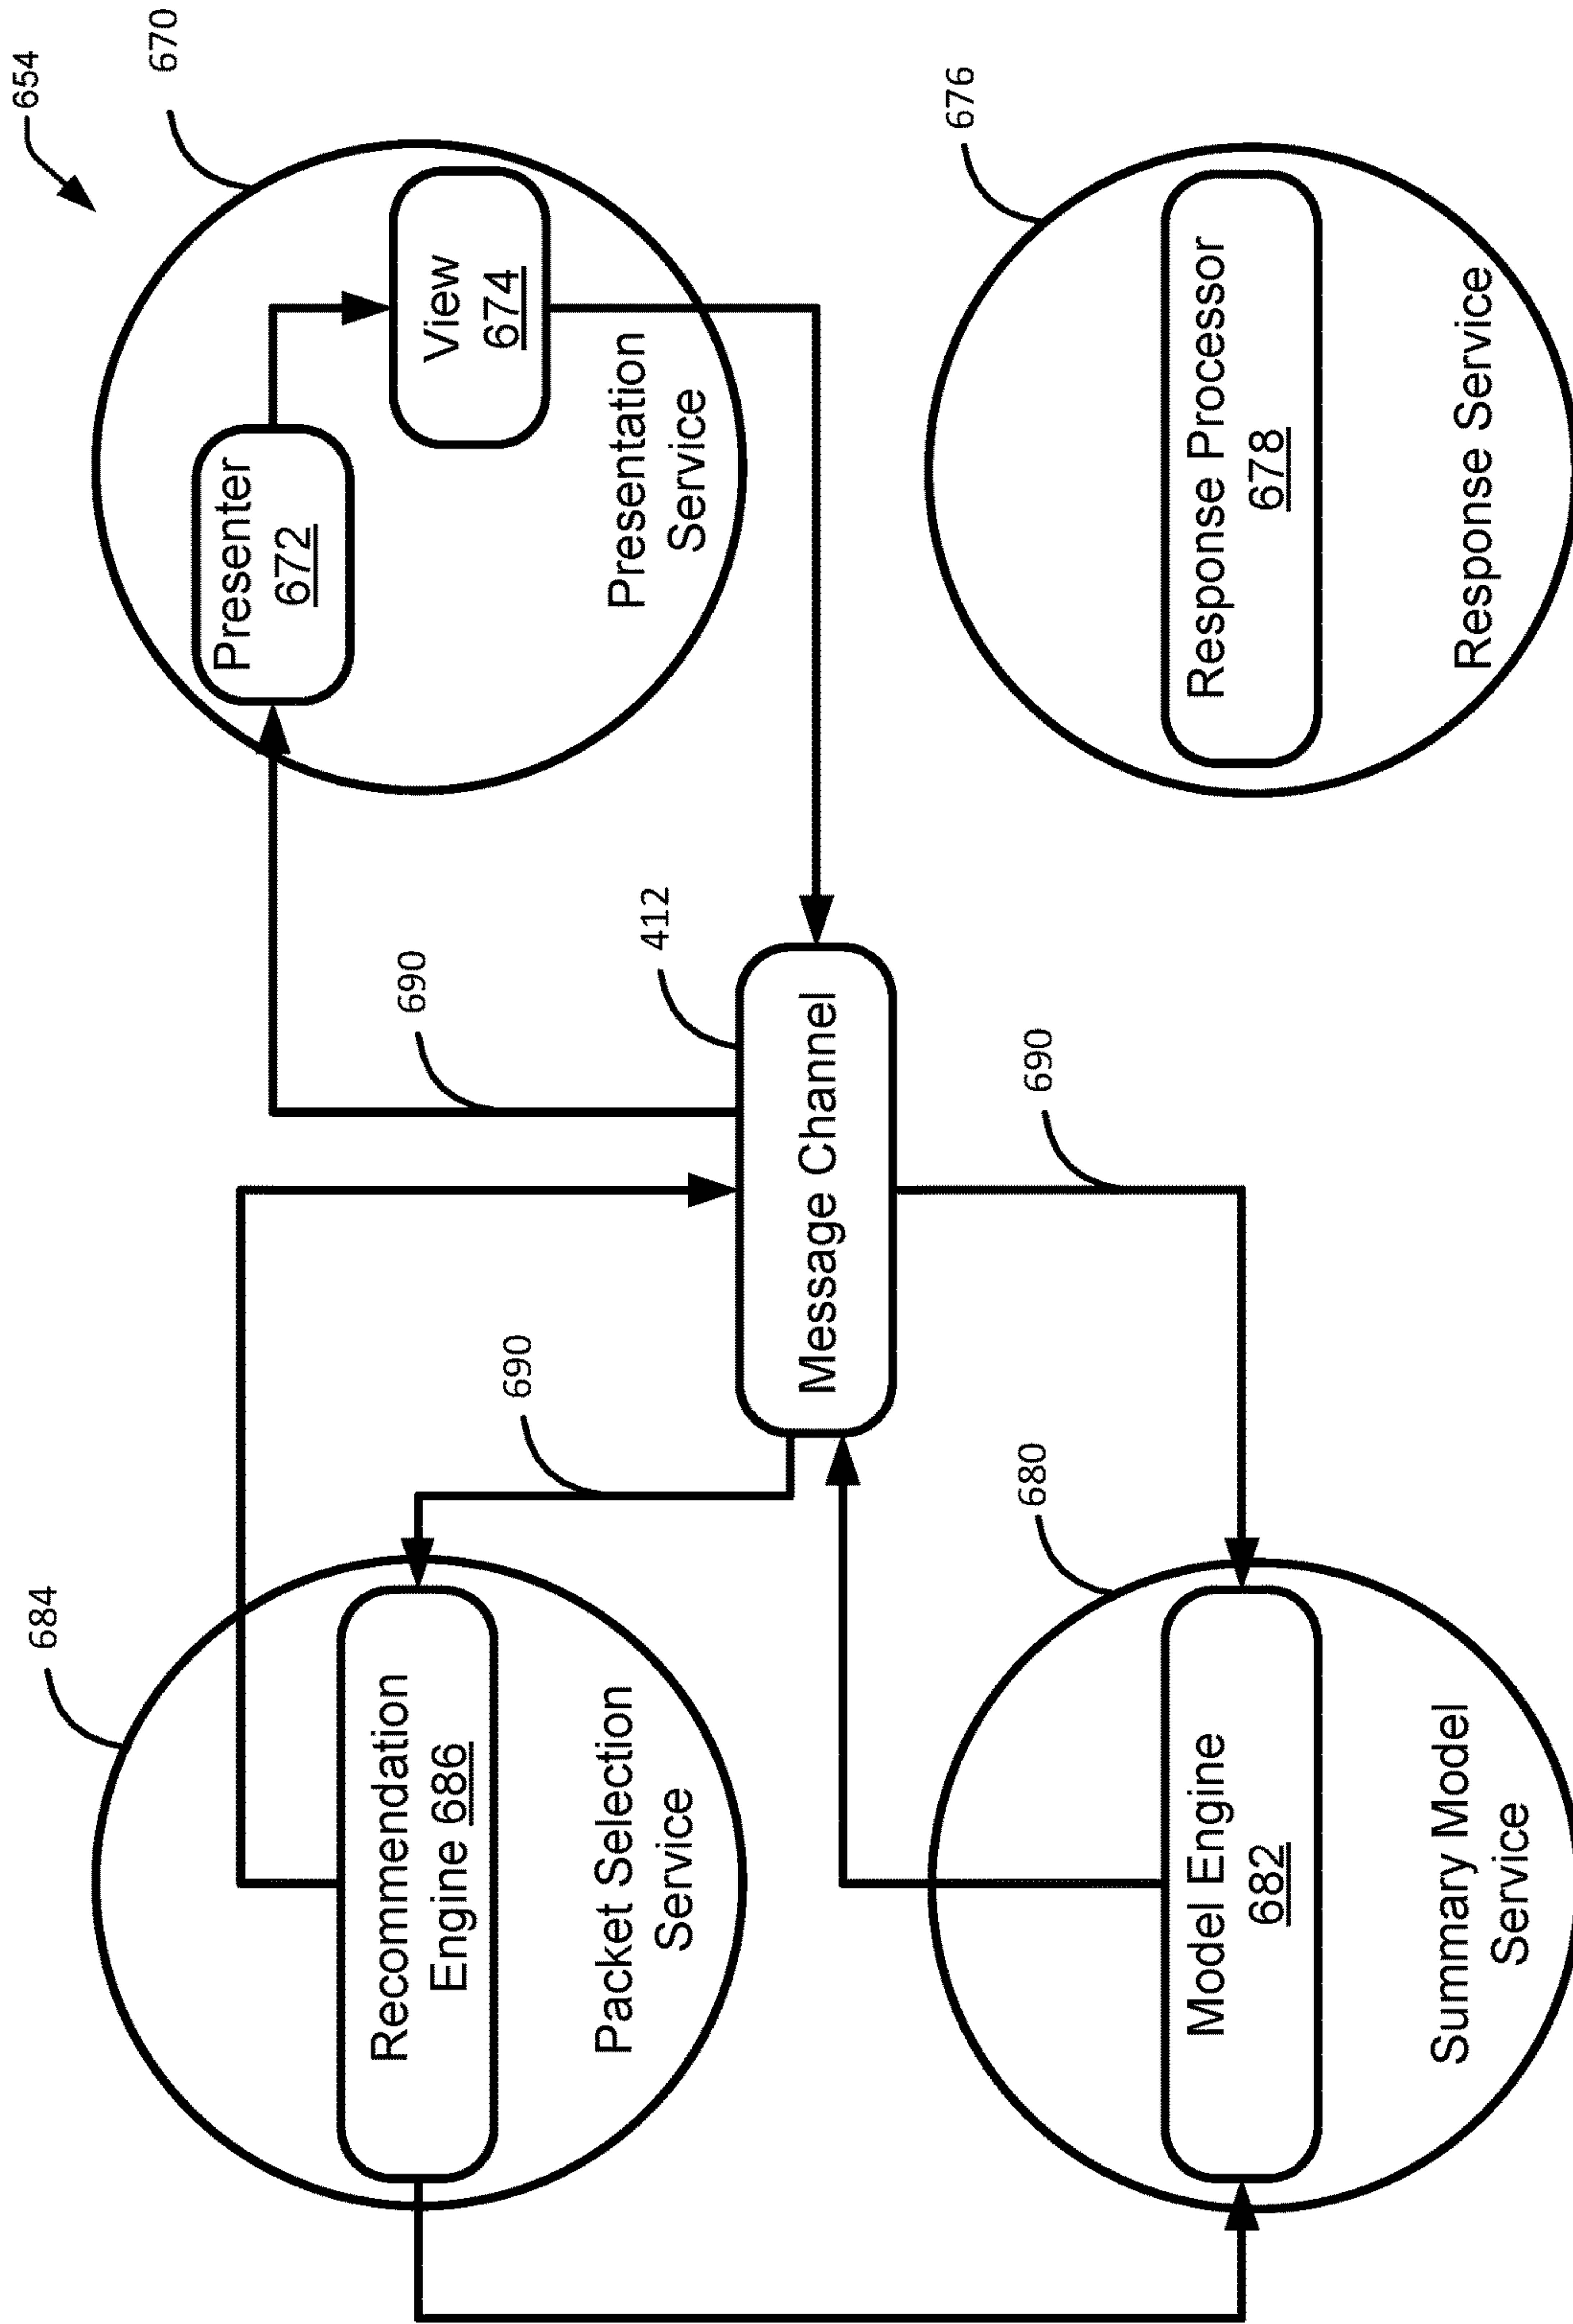 654
684
Recommendation
Engine 686
Packet Selection
Service
690
690
670
Presenter
672
View
674
Presentation
Service
412
Message Channel
680
Model Engine
682
Summary Model
Service
690
676
Response Processor
678
Response Service